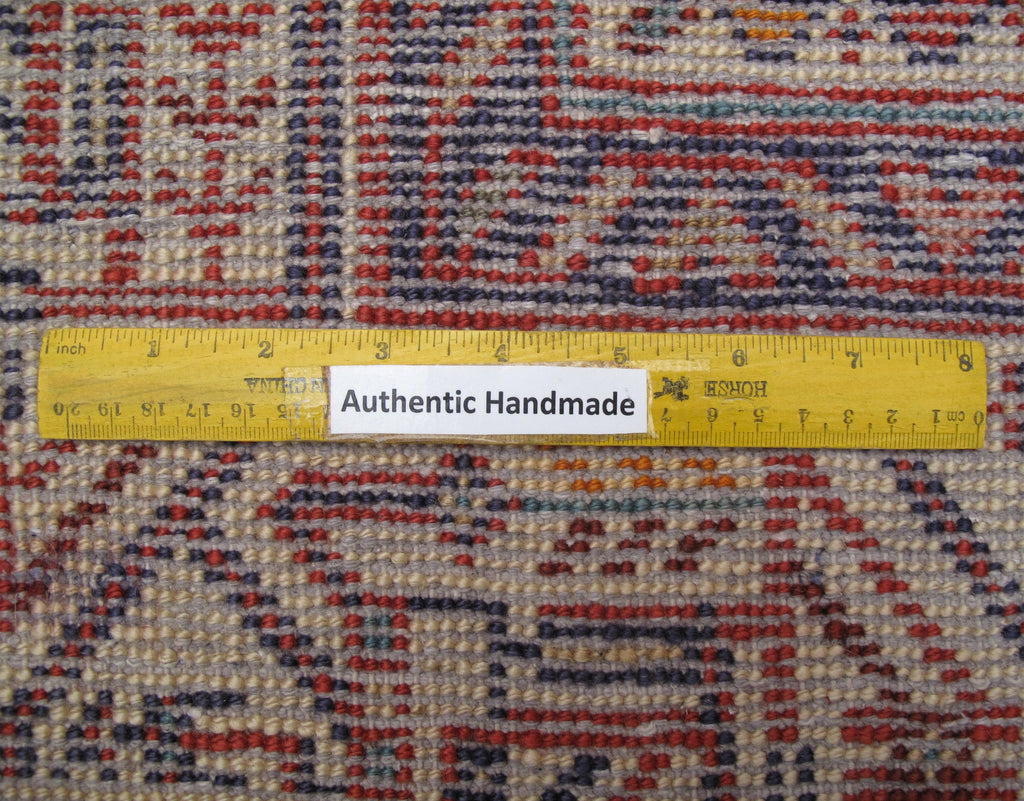 inch 1 2 3 4 5 6 7 8
N CHINA HORSE
Authentic Handmade
20 19 18 17 16 15 7 6 5 4 3 2 1 cm 0